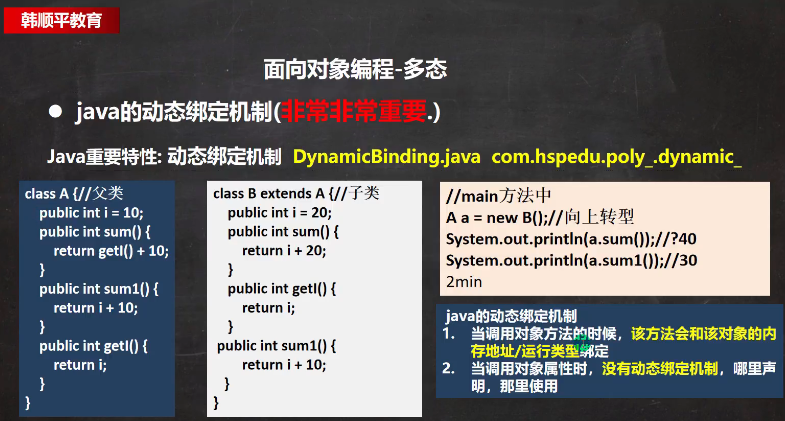 韩顺平教育
面向对象编程-多态
● java的动态绑定机制(非常非常重要.)
Java重要特性: 动态绑定机制 DynamicBinding.java com.hspedu.poly_.dynamic_
class A {//父类
public int i = 10;
public int sum() {
return getI() + 10;
}
public int sum1() {
return i + 10;
}
public int getI() {
return i;
}
}
class B extends A {//子类
public int i = 20;
public int sum() {
return i + 20;
}
public int getI() {
return i;
}
public int sum1() {
return i + 10;
}
}
//main方法中
A a = new B();//向上转型
System.out.println(a.sum());//?40
System.out.println(a.sum1());//30
2min
java的动态绑定机制
1. 当调用对象方法的时候，该方法会和该对象的内
存地址/运行类型绑定
2. 当调用对象属性时，没有动态绑定机制，哪里声
明，那里使用